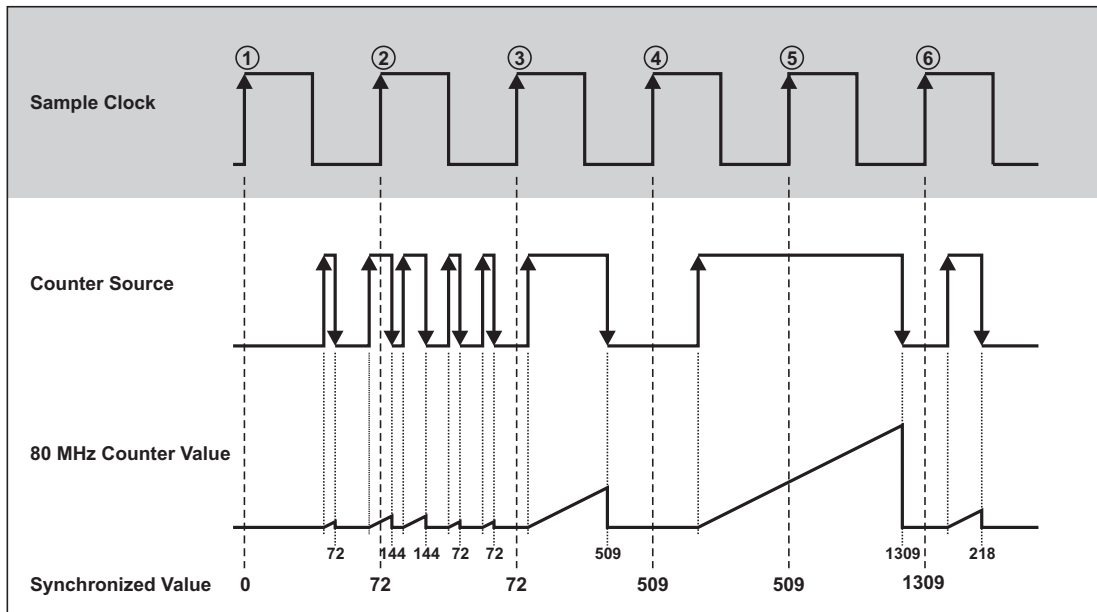 1 2 3 4 5 6
Sample Clock
Counter Source
80 MHz Counter Value
72 144 144 72 72 509 1309 218
Synchronized Value 0 72 72 509 509 1309